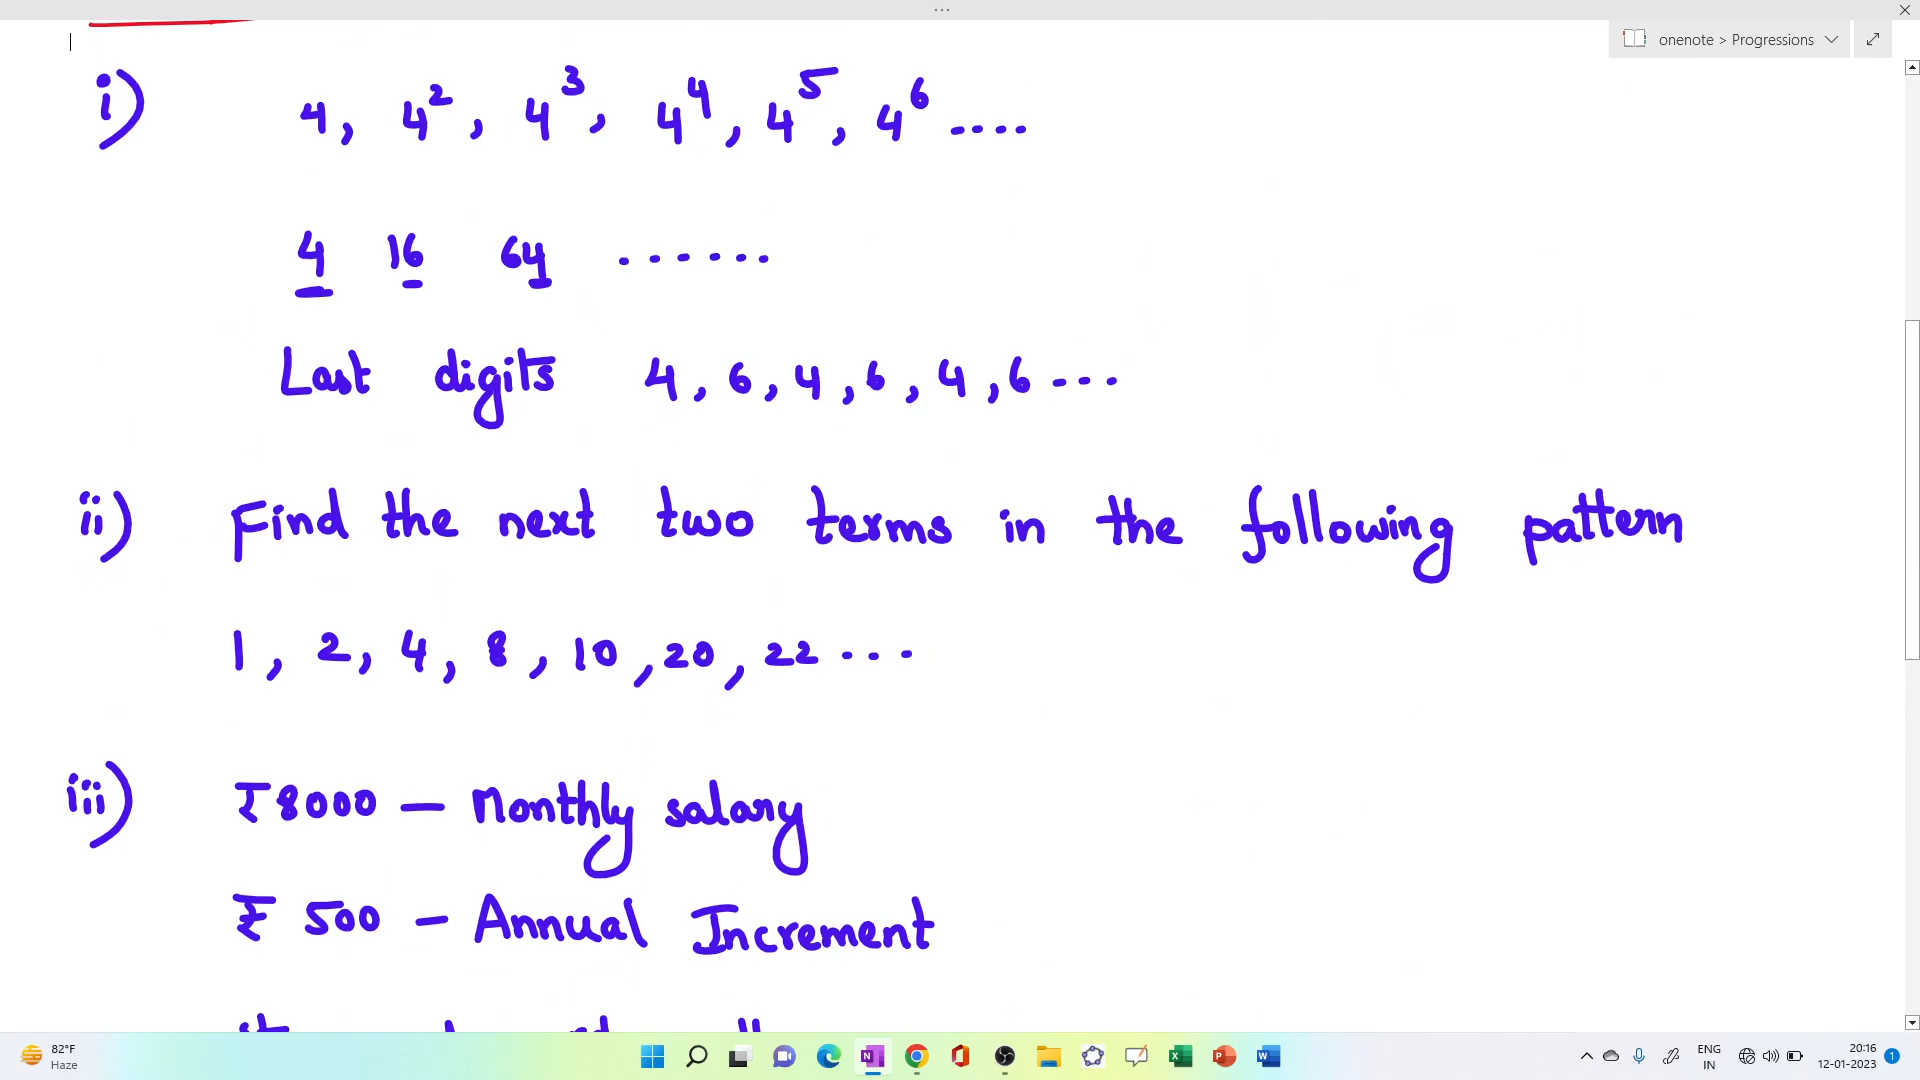 onenote > Progressions
i) 4, 4², 4³, 4⁴, 4⁵, 4⁶ ....
4 16 64 .......
Last digits 4, 6, 4, 6, 4, 6 ...
ii) Find the next two terms in the following pattern
1, 2, 4, 8, 10, 20, 22 ...
iii) ₹8000 — Monthly salary
₹ 500 — Annual Increment
82°F
Haze
ENG
IN
20:16
12-01-2023
1